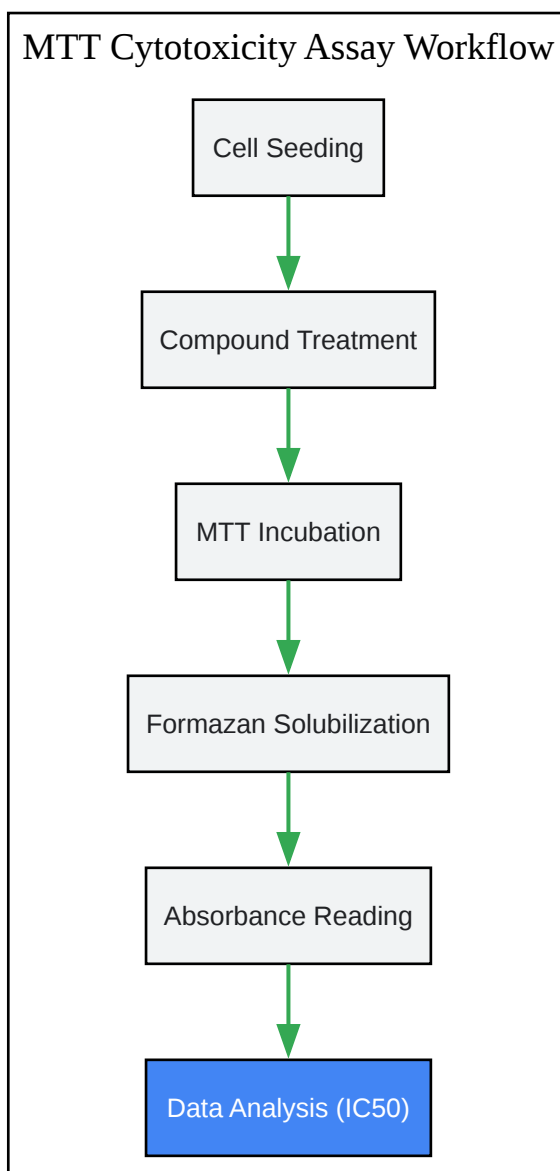 MTT Cytotoxicity Assay Workflow
Cell Seeding
Compound Treatment
MTT Incubation
Formazan Solubilization
Absorbance Reading
Data Analysis (IC50)